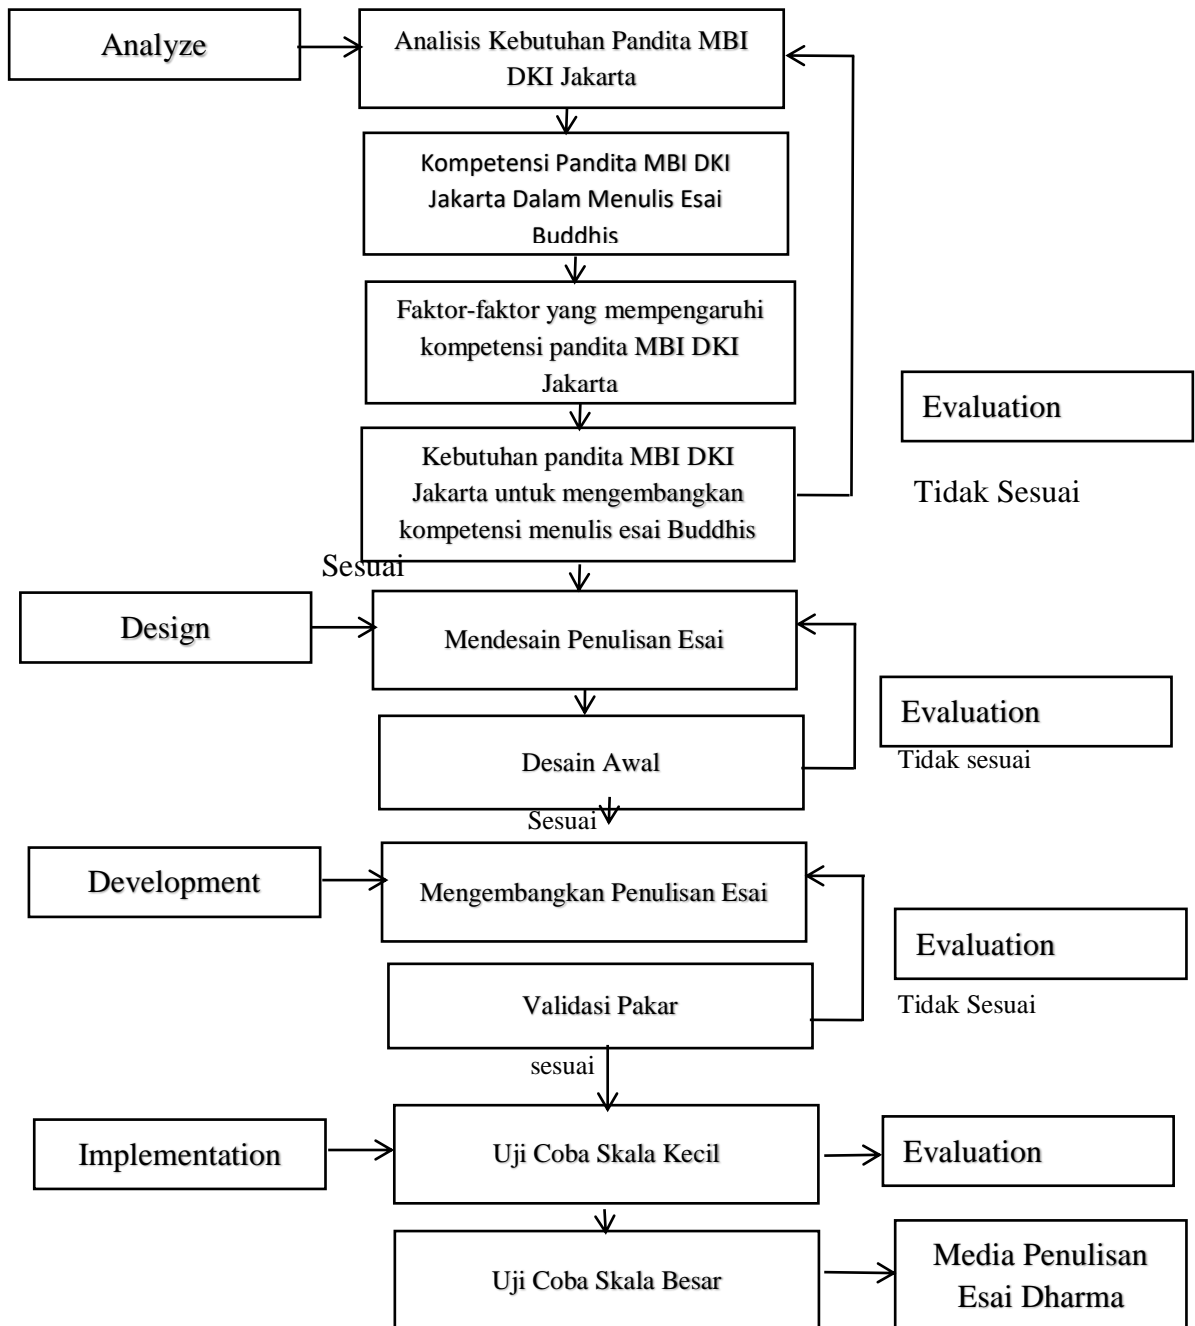 Analyze
Analisis Kebutuhan Pandita MBI
DKI Jakarta
Kompetensi Pandita MBI DKI
Jakarta Dalam Menulis Esai
Buddhis
Faktor-faktor yang mempengaruhi
kompetensi pandita MBI DKI
Jakarta
Evaluation
Kebutuhan pandita MBI DKI
Jakarta untuk mengembangkan
kompetensi menulis esai Buddhis
Tidak Sesuai
Sesuai
Design
Mendesain Penulisan Esai
Evaluation
Tidak sesuai
Desain Awal
Sesuai
Development
Mengembangkan Penulisan Esai
Evaluation
Tidak Sesuai
Validasi Pakar
sesuai
Implementation
Uji Coba Skala Kecil
Evaluation
Uji Coba Skala Besar
Media Penulisan
Esai Dharma